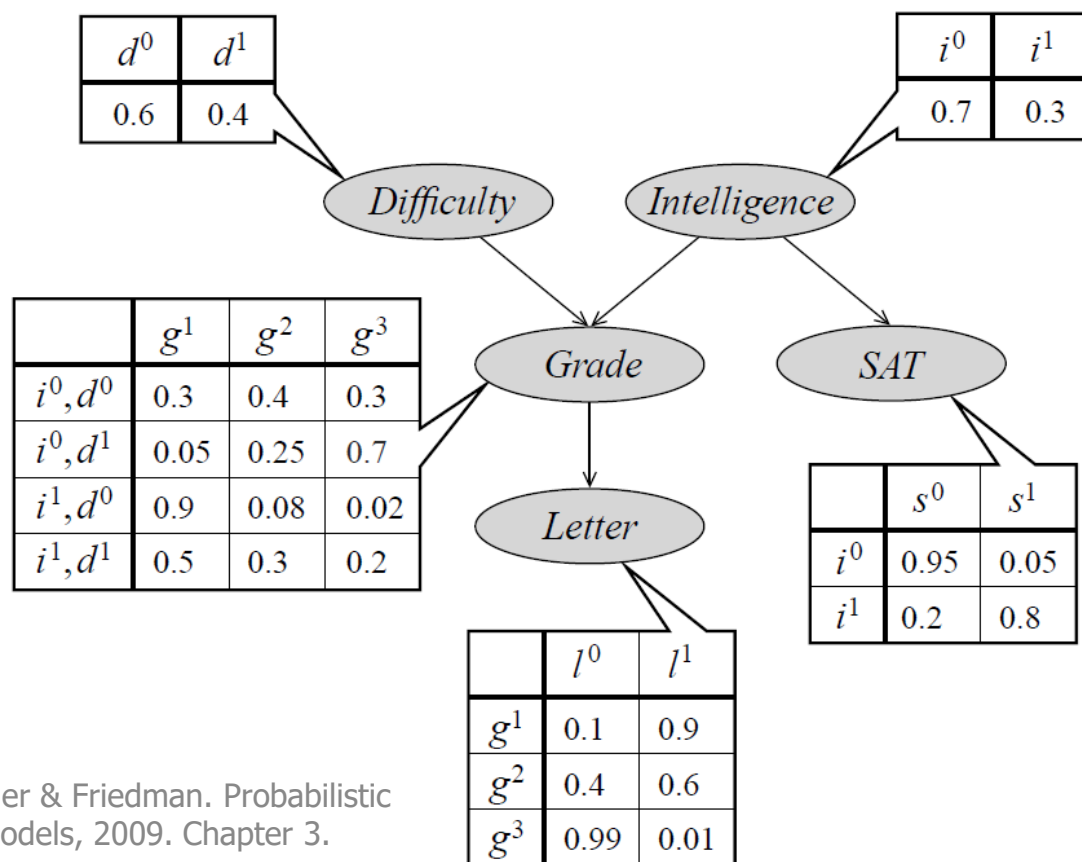 d⁰ d¹
0.6 0.4
i⁰ i¹
0.7 0.3
Difficulty
Intelligence
g¹ g² g³
i⁰,d⁰ 0.3 0.4 0.3
i⁰,d¹ 0.05 0.25 0.7
i¹,d⁰ 0.9 0.08 0.02
i¹,d¹ 0.5 0.3 0.2
Grade
SAT
Letter
s⁰ s¹
i⁰ 0.95 0.05
i¹ 0.2 0.8
l⁰ l¹
g¹ 0.1 0.9
g² 0.4 0.6
g³ 0.99 0.01
er & Friedman. Probabilistic
odels, 2009. Chapter 3.